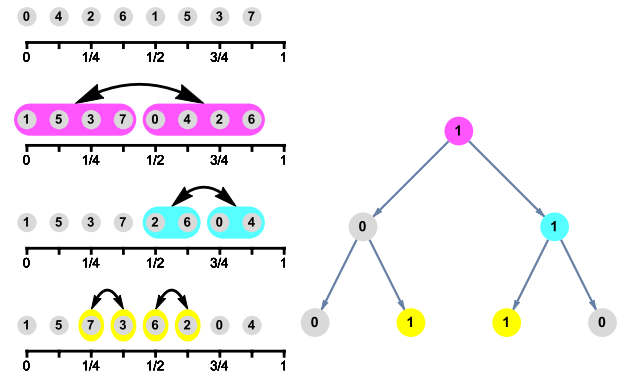 0 4 2 6 1 5 3 7
0 1/4 1/2 3/4 1
1 5 3 7 0 4 2 6
0 1/4 1/2 3/4 1
1 5 3 7 2 6 0 4
0 1/4 1/2 3/4 1
1 5 7 3 6 2 0 4
0 1/4 1/2 3/4 1
1
0 1
0 1 1 0